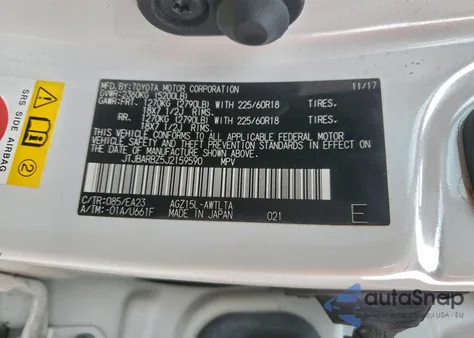 MFD. BY: TOYOTA MOTOR CORPORATION 11/17
GVWR: 2360KG (5200LB)
GAWR: FRT. 1270KG (2790LB) WITH 225/60R18 TIRES.
18X7 1/2J RIMS.
RR. 1270KG (2790LB) WITH 225/60R18 TIRES.
18X7 1/2J RIMS.
THIS VEHICLE CONFORMS TO ALL APPLICABLE FEDERAL MOTOR
VEHICLE SAFETY, BUMPER, AND THEFT PREVENTION STANDARDS IN EFFECT ON
THE DATE OF MANUFACTURE SHOWN ABOVE.
JTJBARBZ5J2159590 MPV
C/TR:085/EA23 AGZ15L-AWTLTA
A/TM:-01A/U661F MADE IN JAPAN 021 E
SRS SIDE AIRBAG
autoSnap